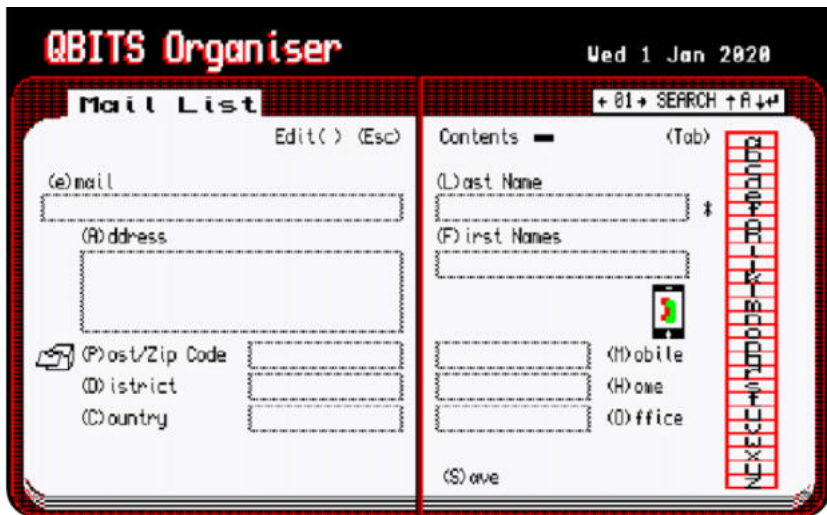 QBITS Organiser
Wed 1 Jan 2020
Mail List
← 01→ SEARCH ↑A↓↵
Edit( ) (Esc)
Contents
(Tab)
(e)mail
(L)ast Name
*
(A)ddress
(F)irst Names
(P)ost/Zip Code
(M)obile
(D)istrict
(H)ome
(C)ountry
(O)ffice
(S)ave
a
b
c
d
e
f
i
j
k
l
m
n
o
r
s
t
u
v
w
x
y
z